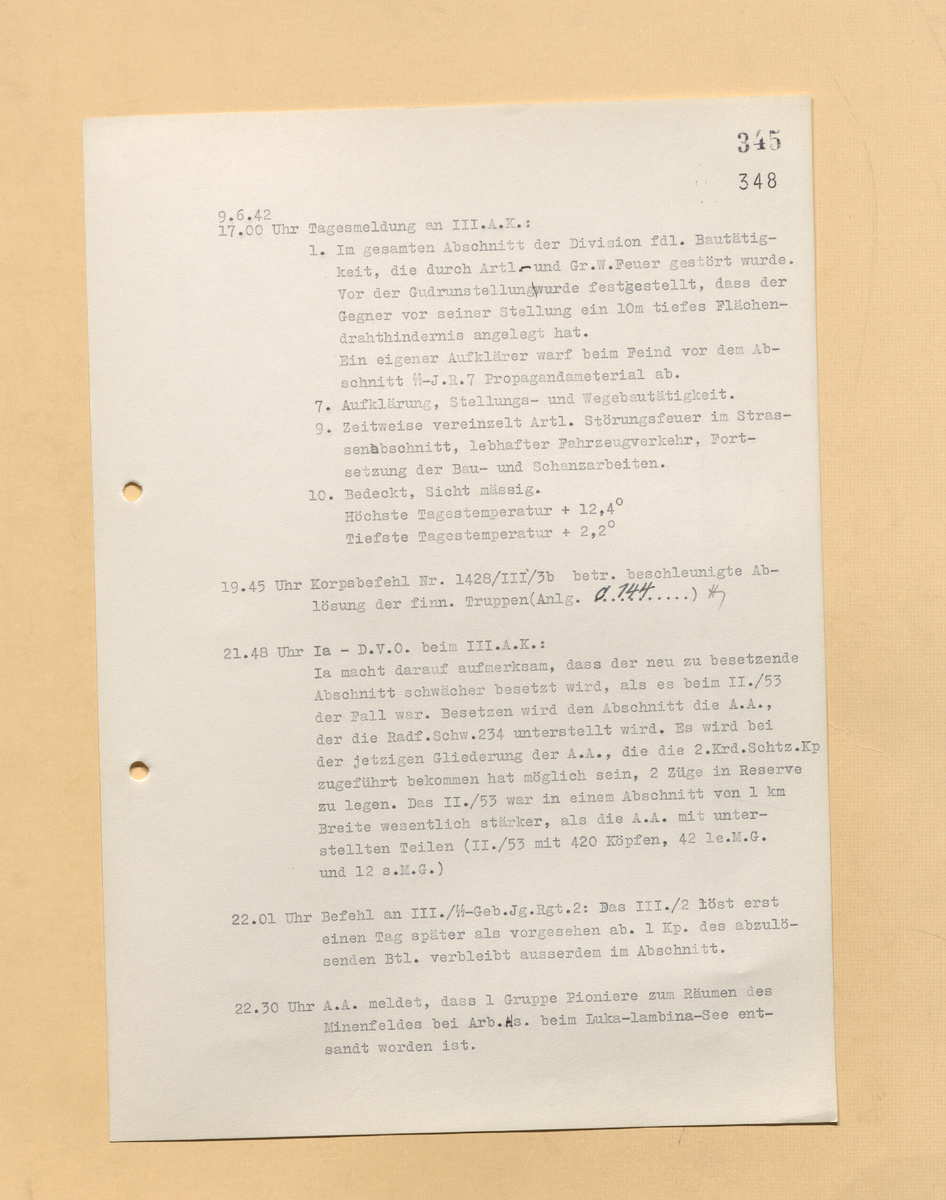 345
348
9.6.42
17.00 Uhr Tagesmeldung an III.A.K.:
1. Im gesamten Abschnitt der Division fdl. Bautätig-
keit, die durch Artl.-und Gr.W.Feuer gestört wurde.
Vor der Gudrunstellung wurde festgestellt, dass der
Gegner vor seiner Stellung ein 10m tiefes Flächen-
drahthindernis angelegt hat.
Ein eigener Aufklärer warf beim Feind vor dem Ab-
schnitt ᛋᛋ-J.R.7 Propagandameterial ab.
7. Aufklärung, Stellungs- und Wegebautätigkeit.
9. Zeitweise vereinzelt Artl. Störungsfeuer im Stras-
senabschnitt, lebhafter Fahrzeugverkehr, Fort-
setzung der Bau- und Schanzarbeiten.
10. Bedeckt, Sicht mässig.
Höchste Tagestemperatur + 12,4°
Tiefste Tagestemperatur + 2,2°
19.45 Uhr Korpsbefehl Nr. 1428/III/3b betr. beschleunigte Ab-
lösung der finn. Truppen(Anlg. 144.....)
21.48 Uhr Ia - D.V.O. beim III.A.K.:
Ia macht darauf aufmerksam, dass der neu zu besetzende
Abschnitt schwächer besetzt wird, als es beim II./53
der Fall war. Besetzen wird den Abschnitt die A.A.,
der die Radf.Schw.234 unterstellt wird. Es wird bei
der jetzigen Gliederung der A.A., die die 2.Krd.Schtz.Kp
zugeführt bekommen hat möglich sein, 2 Züge in Reserve
zu legen. Das II./53 war in einem Abschnitt von 1 km
Breite wesentlich stärker, als die A.A. mit unter-
stellten Teilen (II./53 mit 420 Köpfen, 42 le.M.G.
und 12 s.M.G.)
22.01 Uhr Befehl an III./ᛋᛋ-Geb.Jg.Rgt.2: Das III./2 löst erst
einen Tag später als vorgesehen ab. 1 Kp. des abzulö-
senden Btl. verbleibt ausserdem im Abschnitt.
22.30 Uhr A.A. meldet, dass 1 Gruppe Pioniere zum Räumen des
Minenfeldes bei Arb.Hs. beim Luka-lambina-See ent-
sandt worden ist.